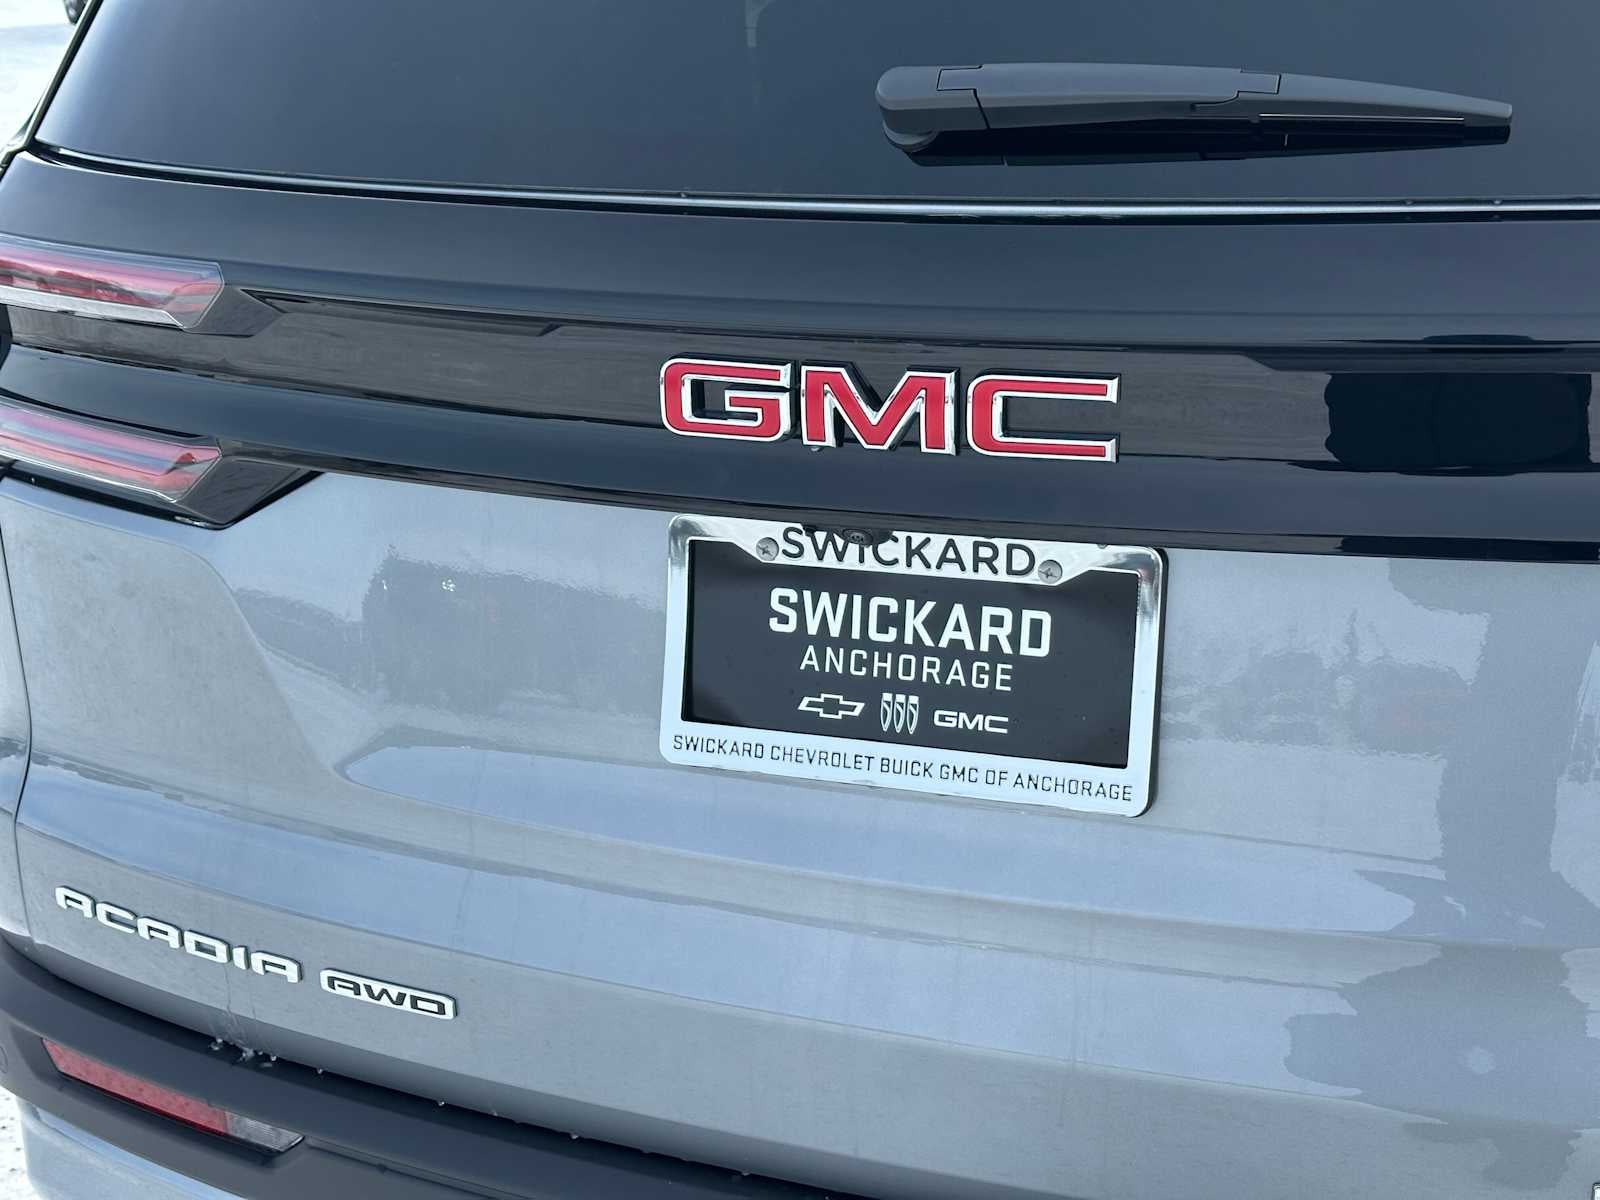 GMC
SWICKARD
SWICKARD
ANCHORAGE
GMC
SWICKARD CHEVROLET BUICK GMC OF ANCHORAGE
ACADIA AWD